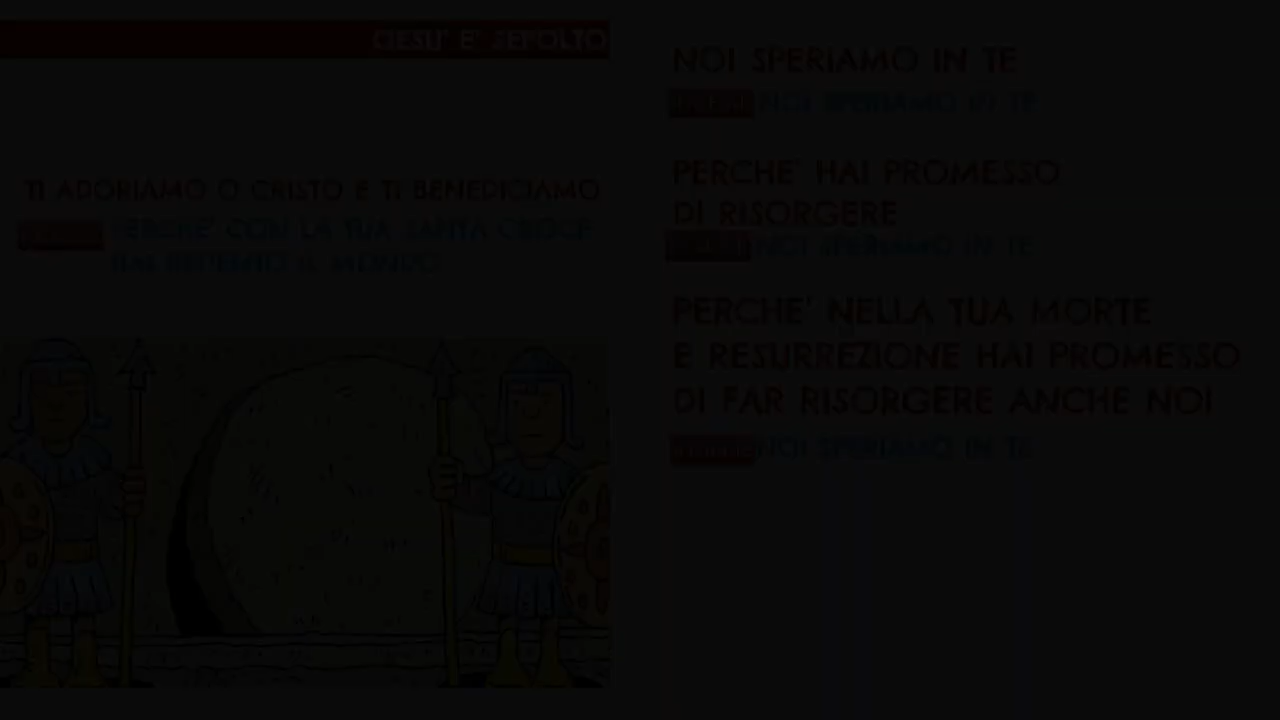 GESU' E' SEPOLTO
TI ADORIAMO O CRISTO E TI BENEDICIAMO
PERCHE' CON LA TUA SANTA CROCE
HAI REDENTO IL MONDO
NOI SPERIAMO IN TE
NOI SPERIAMO IN TE
PERCHE' HAI PROMESSO
DI RISORGERE
NOI SPERIAMO IN TE
PERCHE' NELLA TUA MORTE
E RESURREZIONE HAI PROMESSO
DI FAR RISORGERE ANCHE NOI
NOI SPERIAMO IN TE